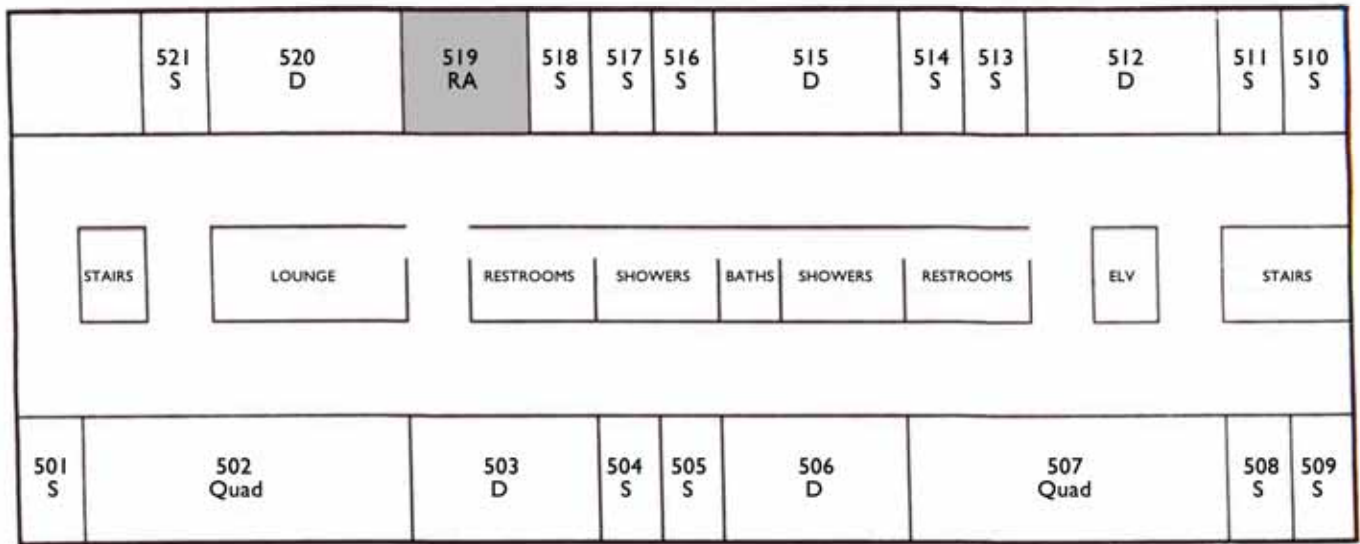 521 520 519 518 517 516 515 514 513 512 511 510
S D RA S S S D S S D S S
STAIRS LOUNGE RESTROOMS SHOWERS BATHS SHOWERS RESTROOMS ELV STAIRS
501 502 503 504 505 506 507 508 509
S Quad D S S D Quad S S